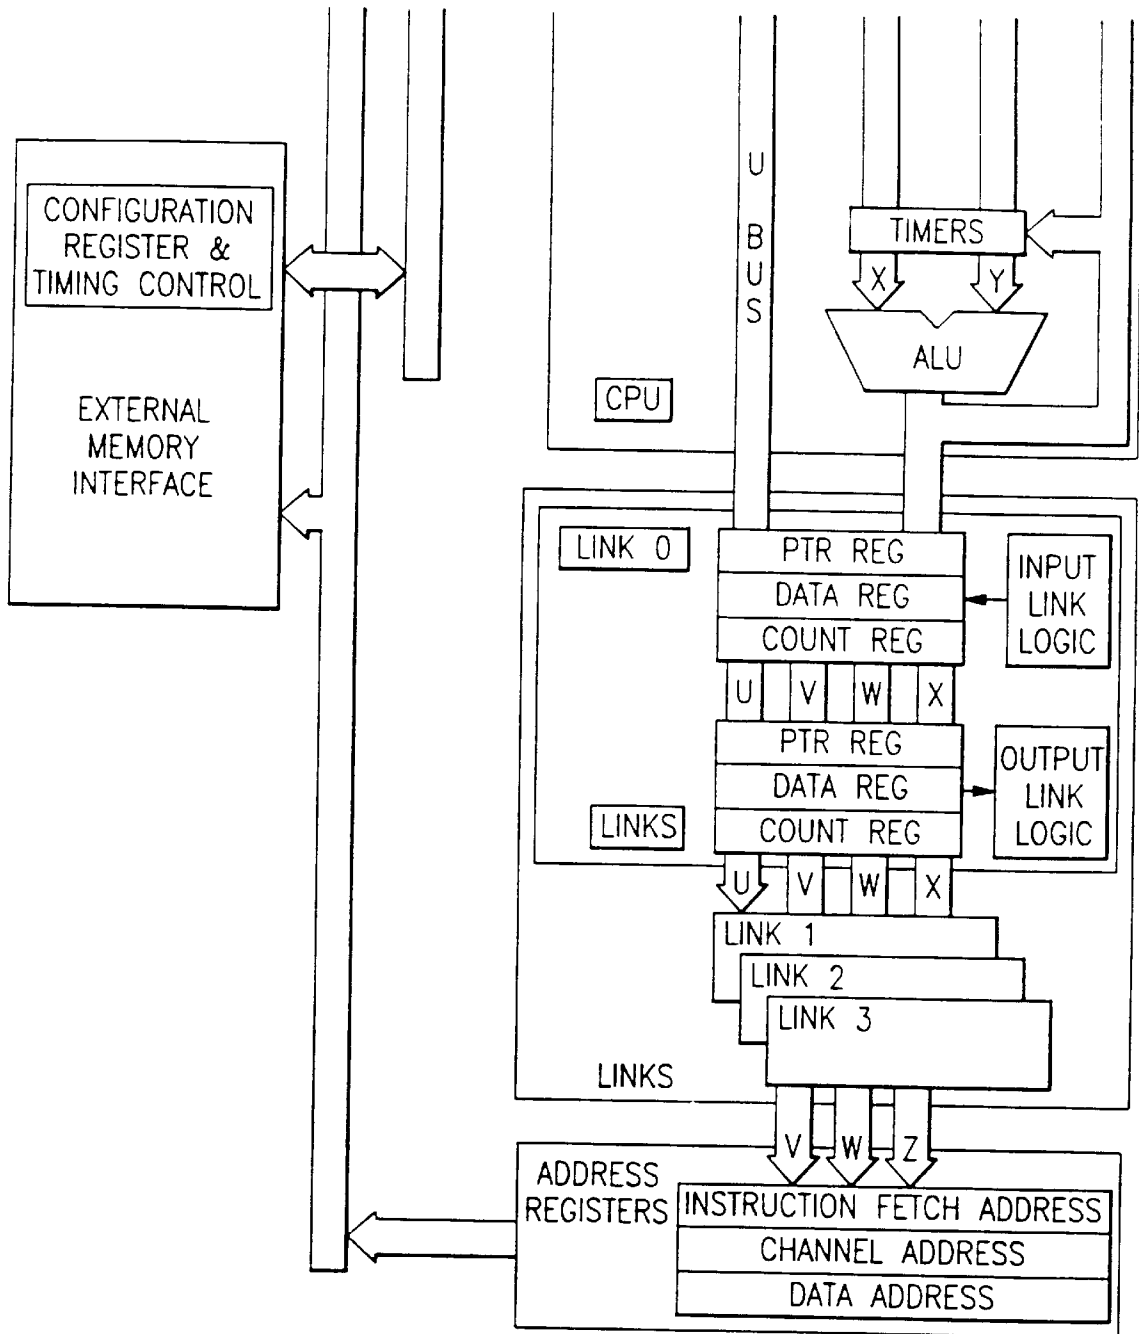 CONFIGURATION
REGISTER &
TIMING CONTROL
EXTERNAL
MEMORY
INTERFACE
U BUS
TIMERS
X
Y
ALU
CPU
LINK 0
PTR REG
DATA REG
COUNT REG
INPUT
LINK
LOGIC
U
V
W
X
PTR REG
DATA REG
COUNT REG
OUTPUT
LINK
LOGIC
LINKS
U
V
W
X
LINK 1
LINK 2
LINK 3
LINKS
V
W
Z
ADDRESS
REGISTERS
INSTRUCTION FETCH ADDRESS
CHANNEL ADDRESS
DATA ADDRESS